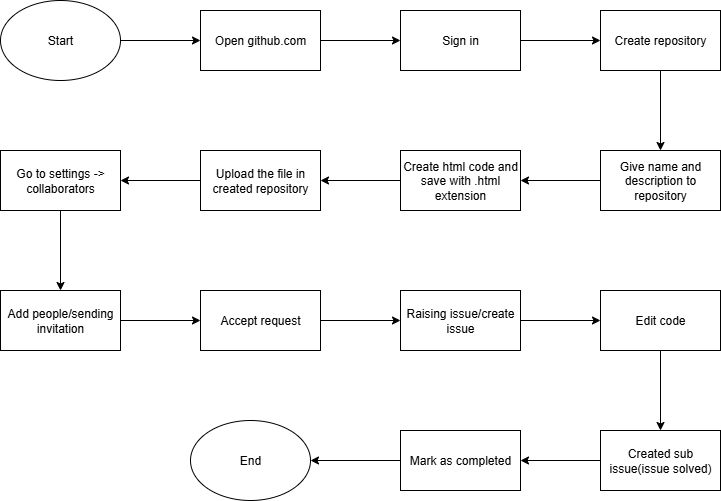 Start
Open github.com
Sign in
Create repository
Go to settings ->
collaborators
Upload the file in
created repository
Create html code and
save with .html
extension
Give name and
description to
repository
Add people/sending
invitation
Accept request
Raising issue/create
issue
Edit code
End
Mark as completed
Created sub
issue(issue solved)